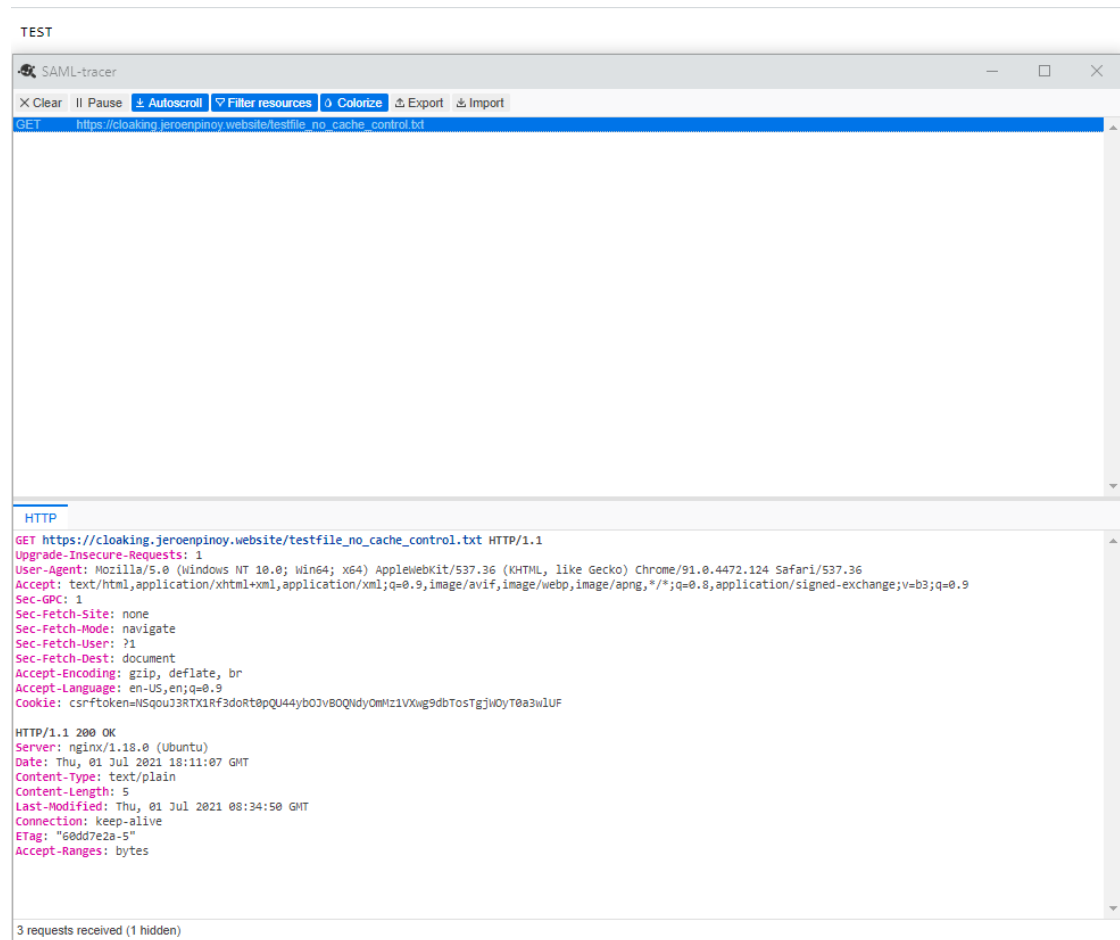 TEST
SAML-tracer
Clear Pause Autoscroll Filter resources Colorize Export Import
GET https://cloaking.jeroenpinoy.website/testfile_no_cache_control.txt
HTTP
GET https://cloaking.jeroenpinoy.website/testfile_no_cache_control.txt HTTP/1.1
Upgrade-Insecure-Requests: 1
User-Agent: Mozilla/5.0 (Windows NT 10.0; Win64; x64) AppleWebKit/537.36 (KHTML, like Gecko) Chrome/91.0.4472.124 Safari/537.36
Accept: text/html,application/xhtml+xml,application/xml;q=0.9,image/avif,image/webp,image/apng,*/*;q=0.8,application/signed-exchange;v=b3;q=0.9
Sec-GPC: 1
Sec-Fetch-Site: none
Sec-Fetch-Mode: navigate
Sec-Fetch-User: ?1
Sec-Fetch-Dest: document
Accept-Encoding: gzip, deflate, br
Accept-Language: en-US,en;q=0.9
Cookie: csrftoken=NSqouJ3RTX1Rf3doRt0pQU44ybOJvBOQNdyOmMz1VXwg9dbTosTgjWOyT0a3wlUF
HTTP/1.1 200 OK
Server: nginx/1.18.0 (Ubuntu)
Date: Thu, 01 Jul 2021 18:11:07 GMT
Content-Type: text/plain
Content-Length: 5
Last-Modified: Thu, 01 Jul 2021 08:34:50 GMT
Connection: keep-alive
ETag: "60dd7e2a-5"
Accept-Ranges: bytes
3 requests received (1 hidden)